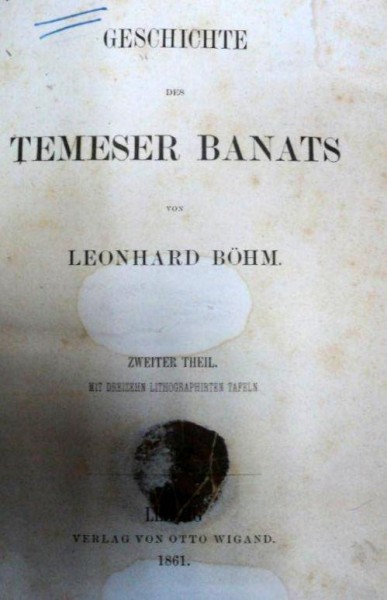 GESCHICHTE
DES
TEMESER BANATS
VON
LEONHARD BÖHM.
ZWEITER THEIL.
MIT DREIZEHN LITHOGRAPHIRTEN TAFELN
VERLAG VON OTTO WIGAND.
1861.